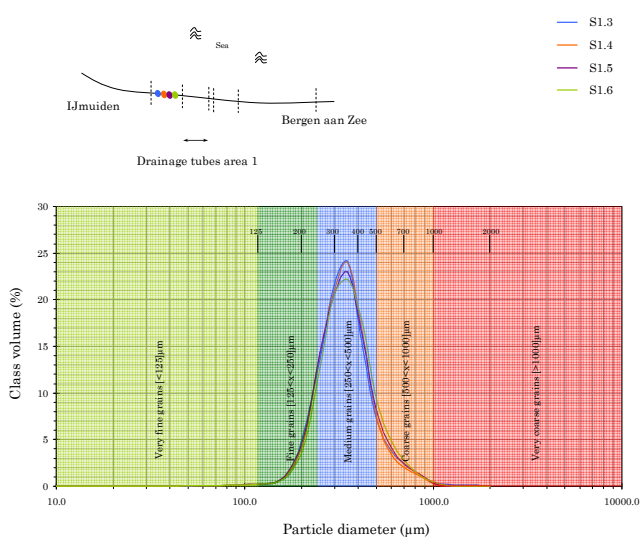 Sea
S1.3
S1.4
S1.5
S1.6
IJmuiden
Bergen aan Zee
Drainage tubes area 1
30
25
20
15
10
5
0
Class volume (%)
125 200 300 400 500 700 1000 2000
Very fine grains [<125]µm
Fine grains [125<x<250]µm
Medium grains [250<x<500]µm
Coarse grains [500<x<1000]µm
Very coarse grains [>1000]µm
10.0 100.0 1000.0 10000.0
Particle diameter (µm)